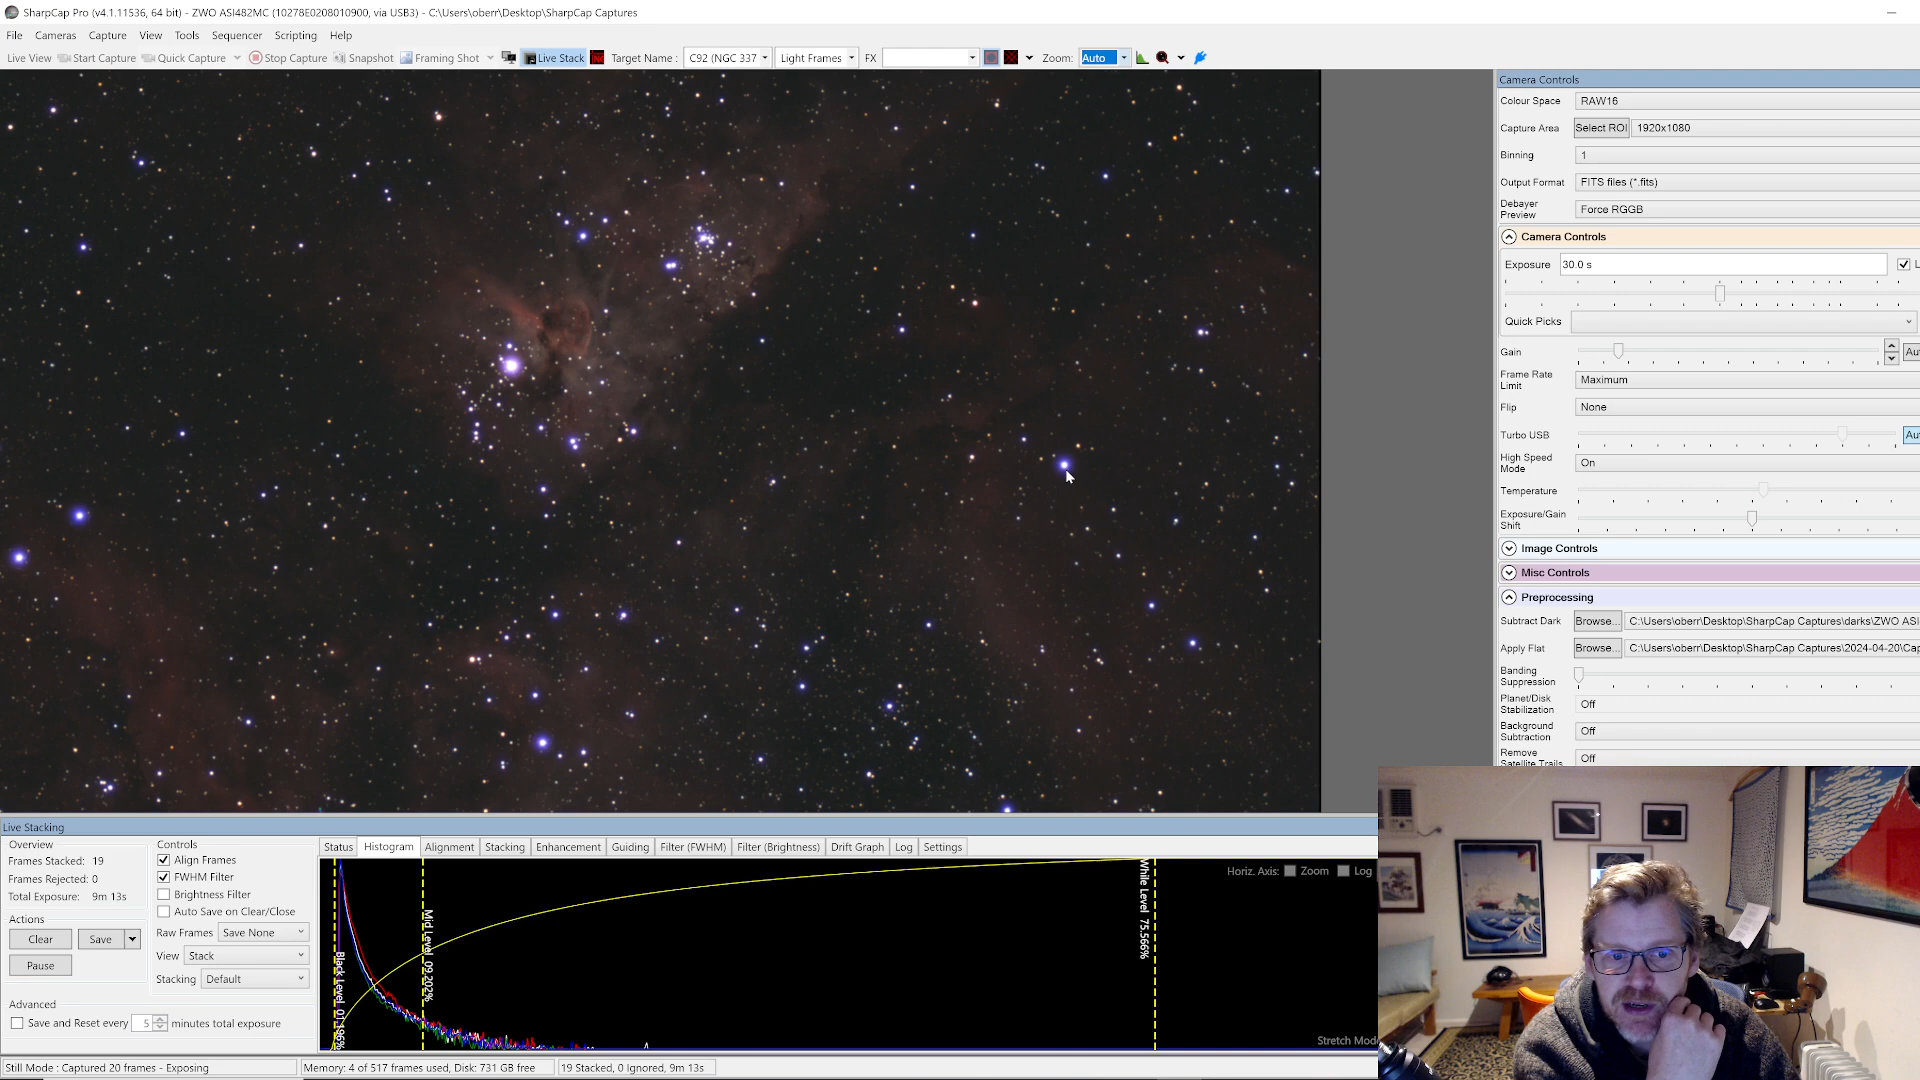 SharpCap Pro (v4.1.11536, 64 bit) - ZWO ASI482MC (10278E0208010900, via USB3) - C:\Users\oberr\Desktop\SharpCap Captures
File Cameras Capture View Tools Sequencer Scripting Help
Live View Start Capture Quick Capture Stop Capture Snapshot Framing Shot Live Stack Target Name : C92 (NGC 337 Light Frames FX Zoom: Auto
Camera Controls
Colour Space RAW16
Capture Area Select ROI 1920x1080
Binning 1
Output Format FITS files (*.fits)
Debayer Preview Force RGGB
Camera Controls
Exposure 30.0 s L
Quick Picks
Gain Aut
Frame Rate Limit Maximum
Flip None
Turbo USB Aut
High Speed Mode On
Temperature
Exposure/Gain Shift
Image Controls
Misc Controls
Preprocessing
Subtract Dark Browse... C:\Users\oberr\Desktop\SharpCap Captures\darks\ZWO ASI
Apply Flat Browse... C:\Users\oberr\Desktop\SharpCap Captures\2024-04-20\Cap
Banding Suppression
Planet/Disk Stabilization Off
Background Subtraction Off
Remove Satellite Trails Off
Live Stacking
Overview
Frames Stacked: 19
Frames Rejected: 0
Total Exposure: 9m 13s
Actions
Clear Save
Pause
Controls
Align Frames
FWHM Filter
Brightness Filter
Auto Save on Clear/Close
Raw Frames Save None
View Stack
Stacking Default
Advanced
Save and Reset every 5 minutes total exposure
Status Histogram Alignment Stacking Enhancement Guiding Filter (FWHM) Filter (Brightness) Drift Graph Log Settings
Horiz. Axis: Zoom Log
Black Level 01.196%
Mid Level 09.202%
White Level 75.566%
Stretch Mode
Still Mode : Captured 20 frames - Exposing
Memory: 4 of 517 frames used, Disk: 731 GB free
19 Stacked, 0 Ignored, 9m 13s